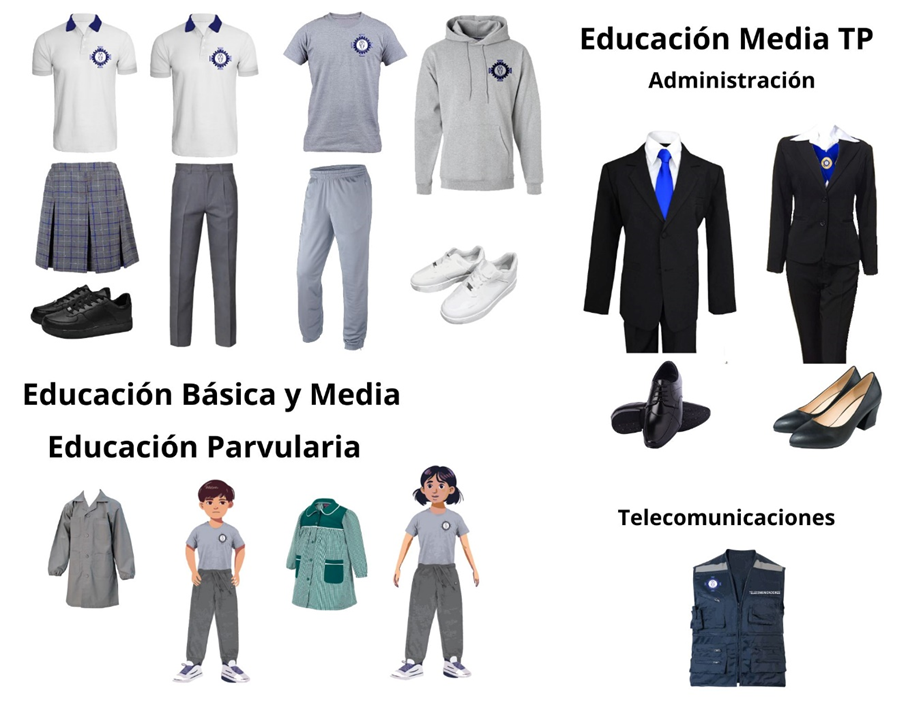 Educación Media TP
Administración
Educación Básica y Media
Educación Parvularia
Telecomunicaciones